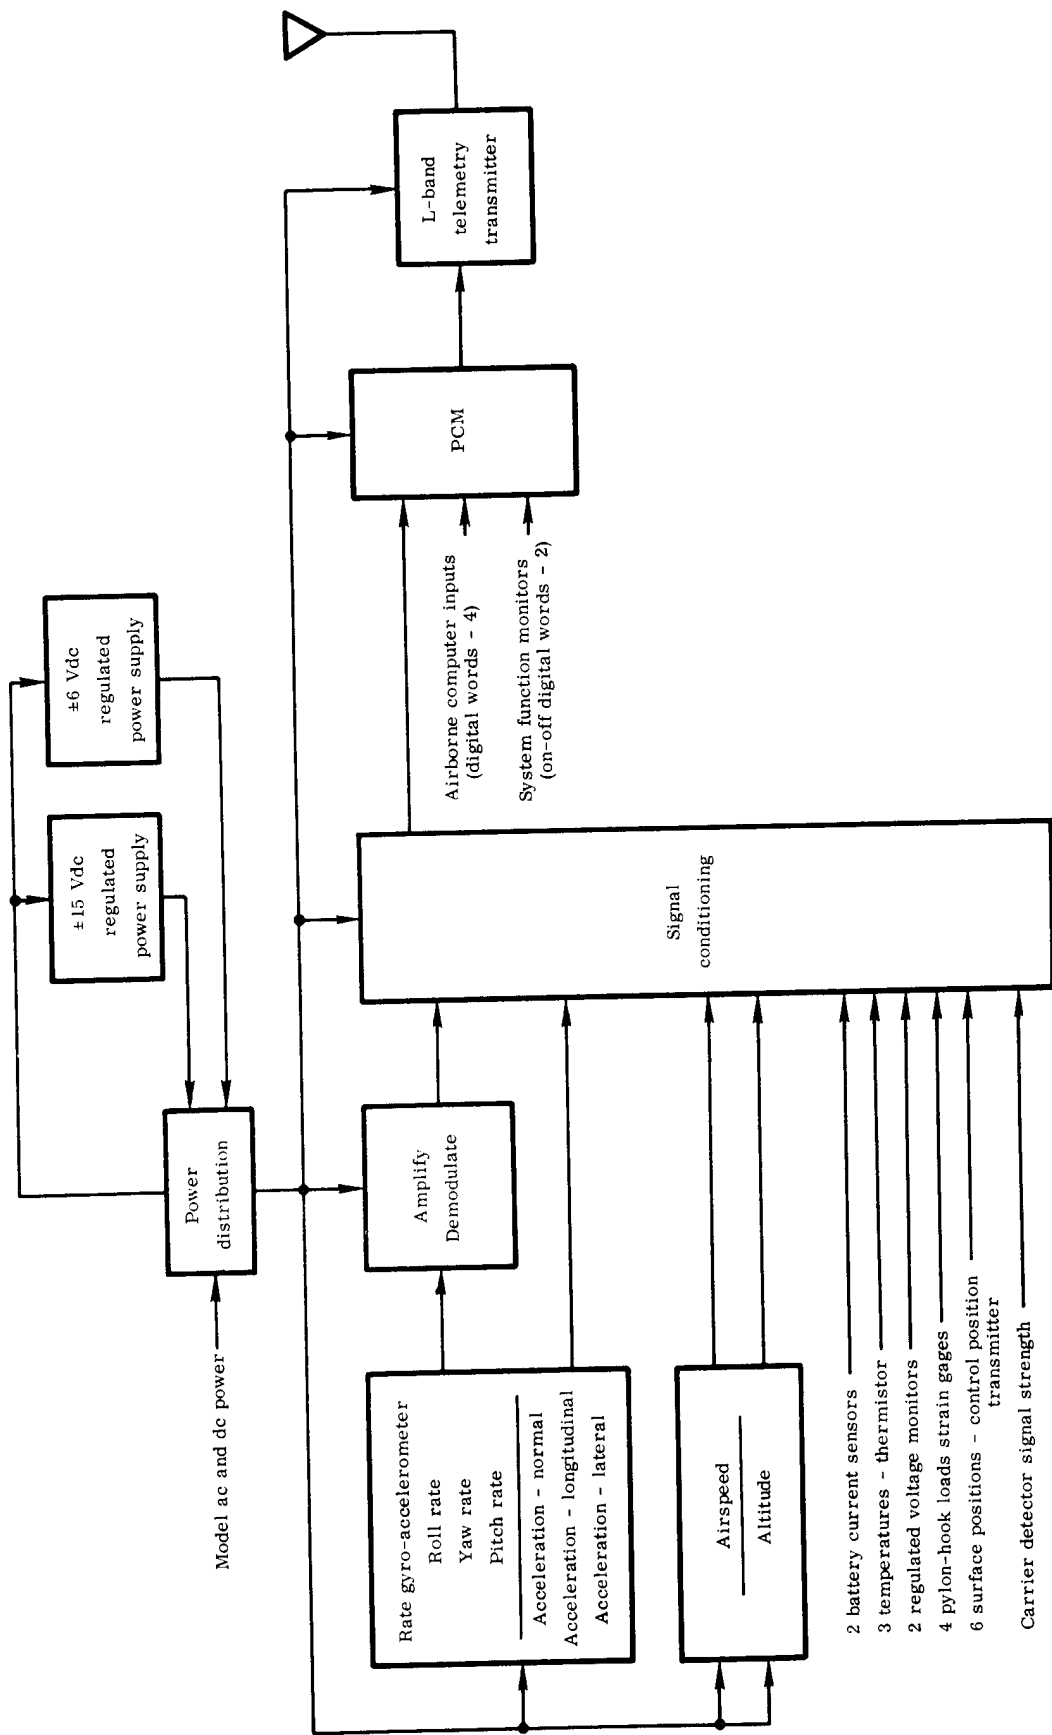 ±15 Vdc
regulated
power supply
±6 Vdc
regulated
power supply
Model ac and dc power
Power
distribution
Rate gyro-accelerometer
Roll rate
Yaw rate
Pitch rate
Acceleration - normal
Acceleration - longitudinal
Acceleration - lateral
Amplify
Demodulate
Airspeed
Altitude
2 battery current sensors
3 temperatures - thermistor
2 regulated voltage monitors
4 pylon-hook loads strain gages
6 surface positions - control position
transmitter
Carrier detector signal strength
Signal
conditioning
Airborne computer inputs
(digital words - 4)
System function monitors
(on-off digital words - 2)
PCM
L-band
telemetry
transmitter